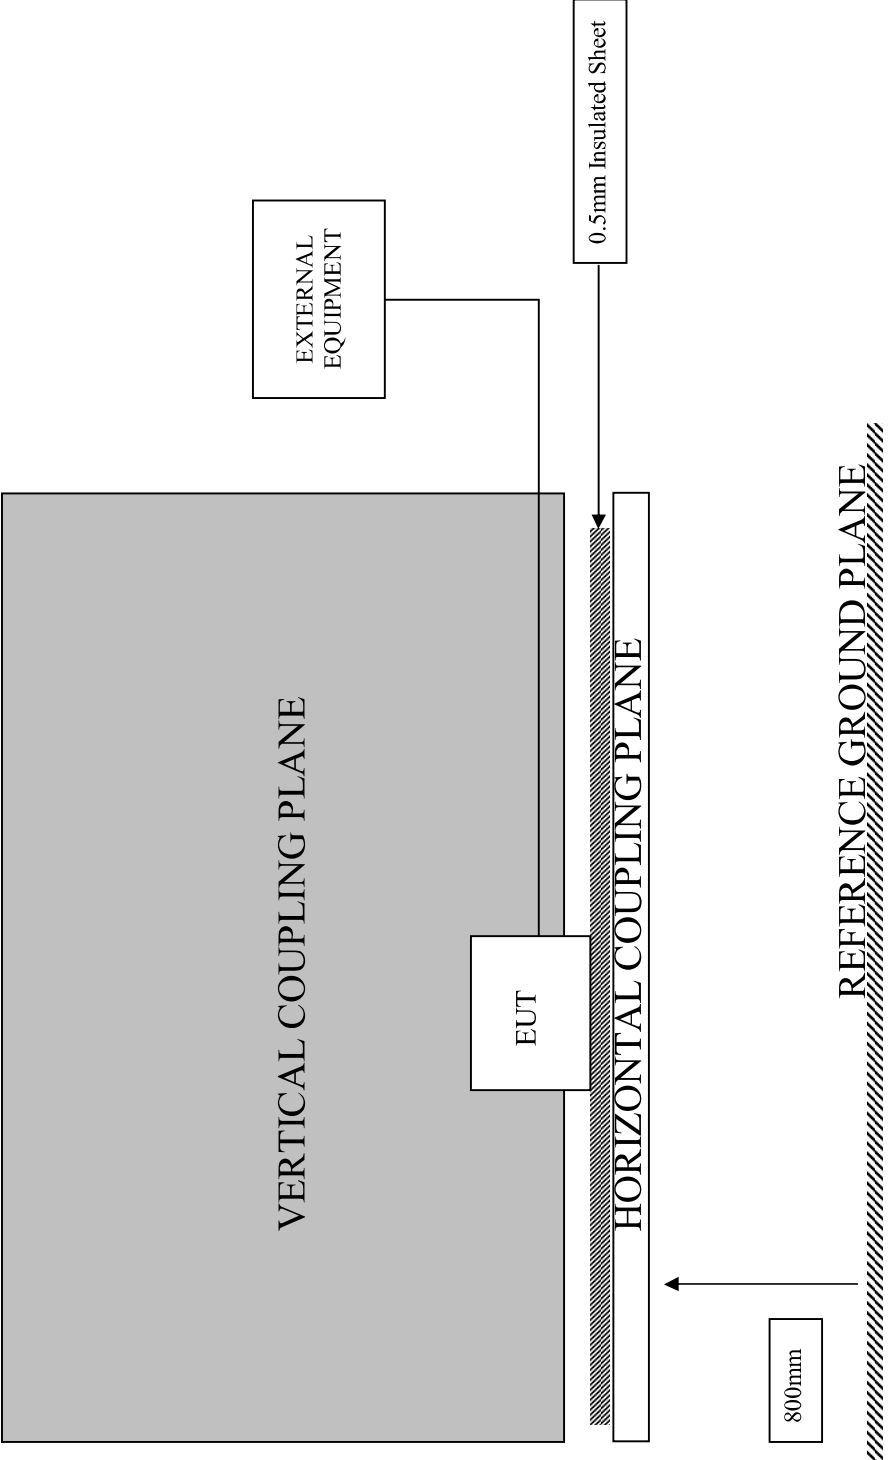 VERTICAL COUPLING PLANE
EXTERNAL
EQUIPMENT
EUT
0.5mm Insulated Sheet
HORIZONTAL COUPLING PLANE
800mm
REFERENCE GROUND PLANE